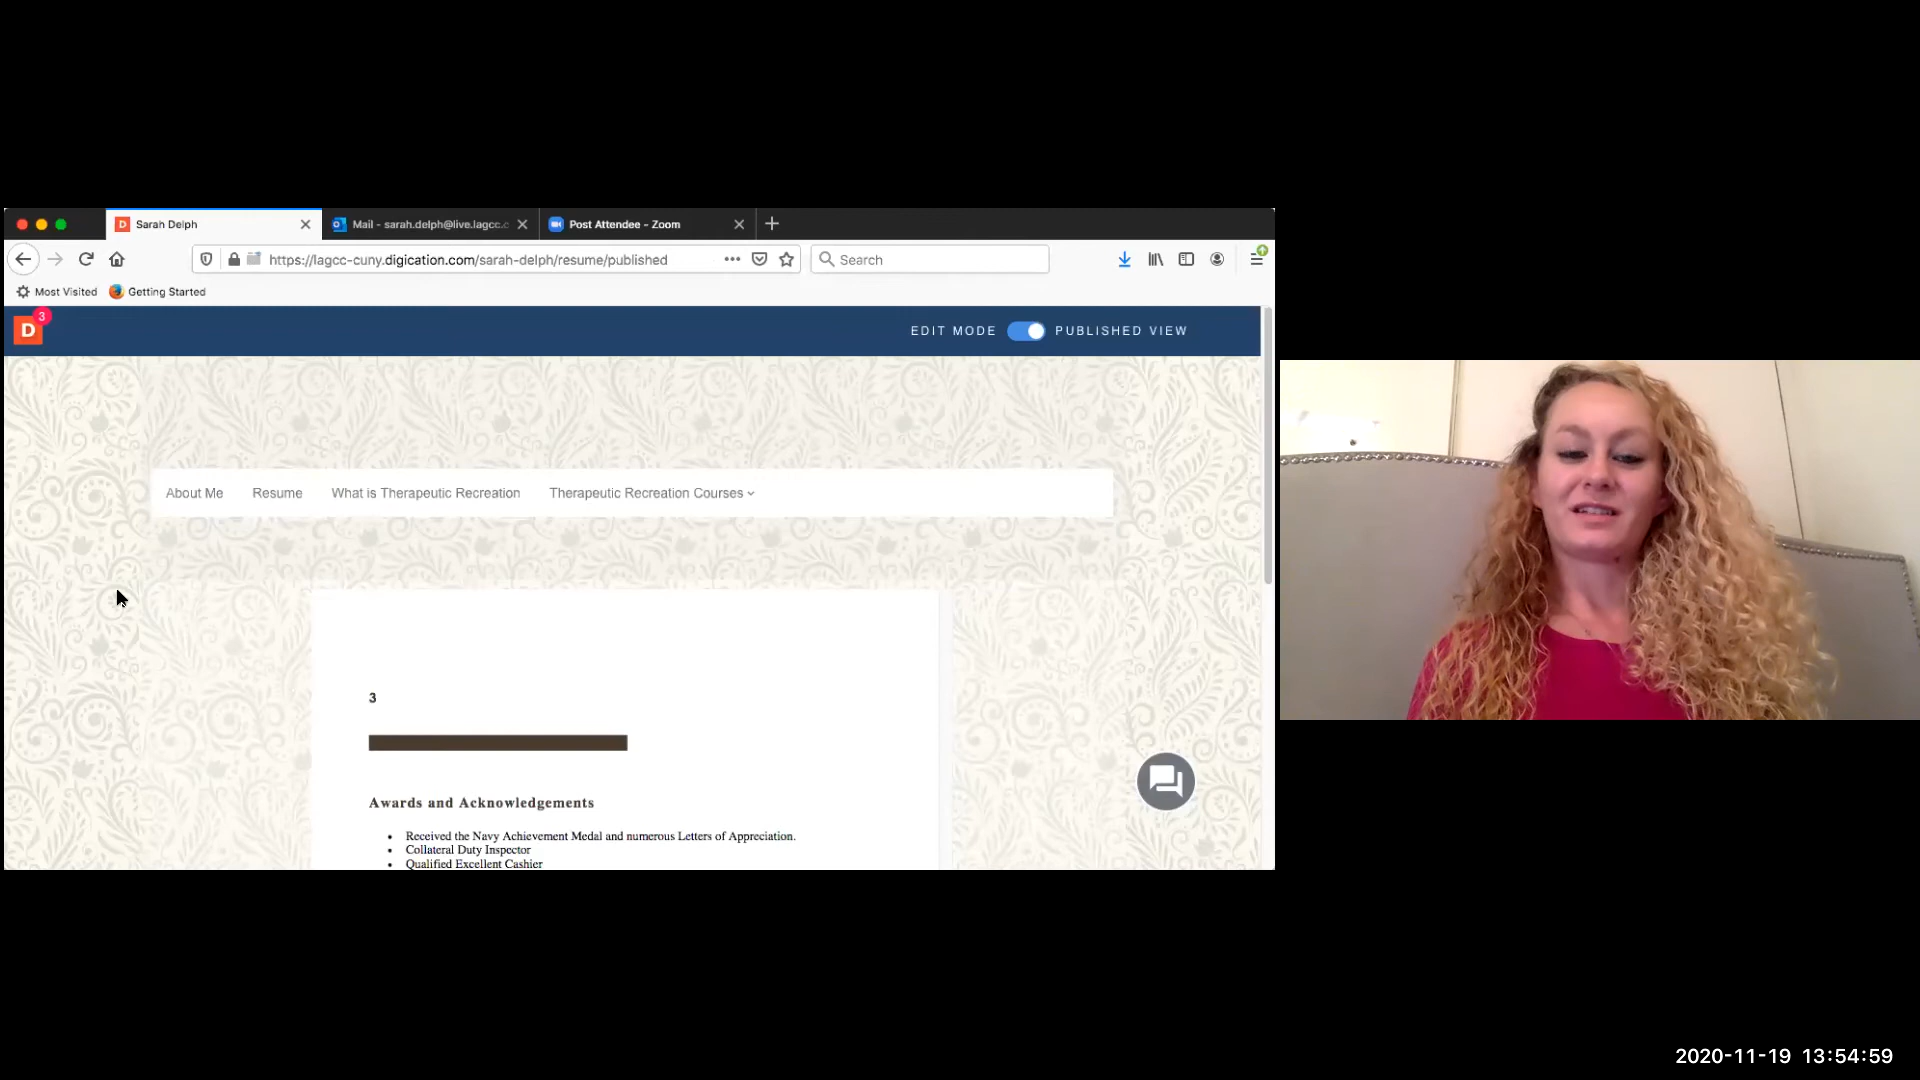 Sarah Delph
Mail - sarah.delph@live.lagcc.c
Post Attendee - Zoom
https://lagcc-cuny.digication.com/sarah-delph/resume/published
Search
Most Visited
Getting Started
D
3
EDIT MODE
PUBLISHED VIEW
About Me
Resume
What is Therapeutic Recreation
Therapeutic Recreation Courses
3
Awards and Acknowledgements
• Received the Navy Achievement Medal and numerous Letters of Appreciation.
• Collateral Duty Inspector
• Qualified Excellent Cashier
2020-11-19 13:54:59